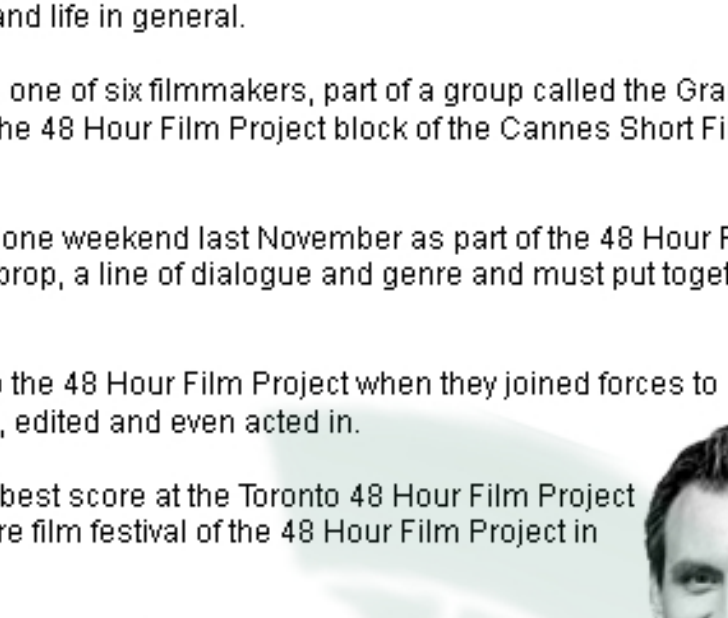 and life in general.
one of six filmmakers, part of a group called the Gra
he 48 Hour Film Project block of the Cannes Short Fi
one weekend last November as part of the 48 Hour F
prop, a line of dialogue and genre and must put toget
the 48 Hour Film Project when they joined forces to
, edited and even acted in.
best score at the Toronto 48 Hour Film Project
re film festival of the 48 Hour Film Project in